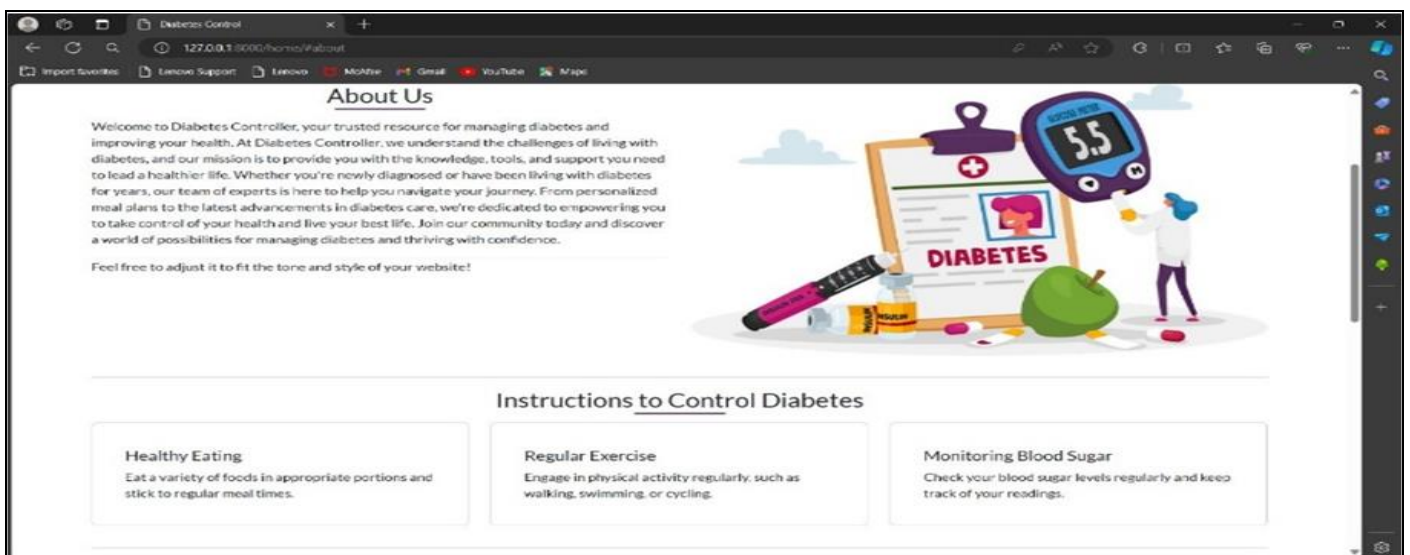 Diabetes Control
127.0.0.1:8000/home/#about
Import favorites Lenovo Support Lenovo McAfee Gmail YouTube Maps
About Us
Welcome to Diabetes Controller, your trusted resource for managing diabetes and
improving your health. At Diabetes Controller, we understand the challenges of living with
diabetes, and our mission is to provide you with the knowledge, tools, and support you need
to lead a healthier life. Whether you're newly diagnosed or have been living with diabetes
for years, our team of experts is here to help you navigate your journey. From personalized
meal plans to the latest advancements in diabetes care, we're dedicated to empowering you
to take control of your health and live your best life. Join our community today and discover
a world of possibilities for managing diabetes and thriving with confidence.
Feel free to adjust it to fit the tone and style of your website!
GLUCOSE METER
5.5
DIABETES
INSULIN PEN
INSULIN
INSULIN
Instructions to Control Diabetes
Healthy Eating
Eat a variety of foods in appropriate portions and
stick to regular meal times.
Regular Exercise
Engage in physical activity regularly, such as
walking, swimming, or cycling.
Monitoring Blood Sugar
Check your blood sugar levels regularly and keep
track of your readings.